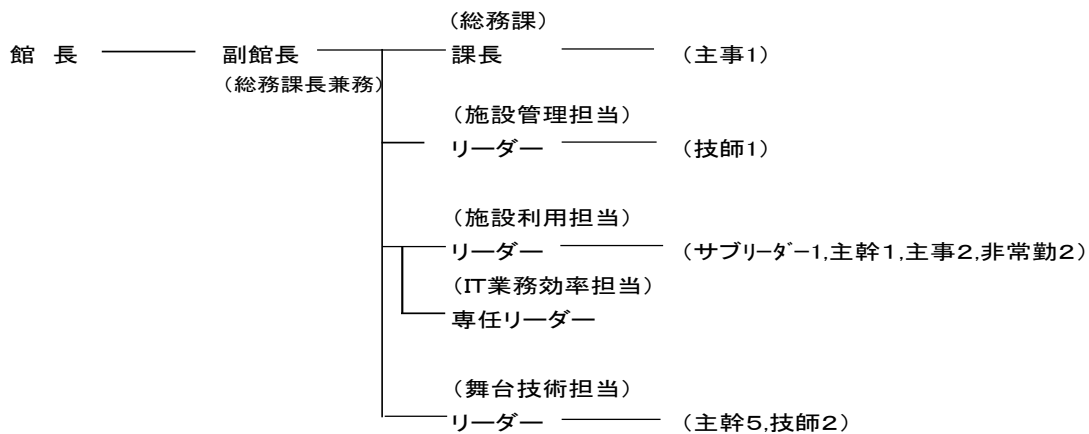 (総務課)
館 長 副館長 課長 (主事1)
(総務課長兼務)
(施設管理担当)
リーダー (技師1)
(施設利用担当)
リーダー (サブリーダー1,主幹1,主事2,非常勤2)
(IT業務効率担当)
専任リーダー
(舞台技術担当)
リーダー (主幹5,技師2)